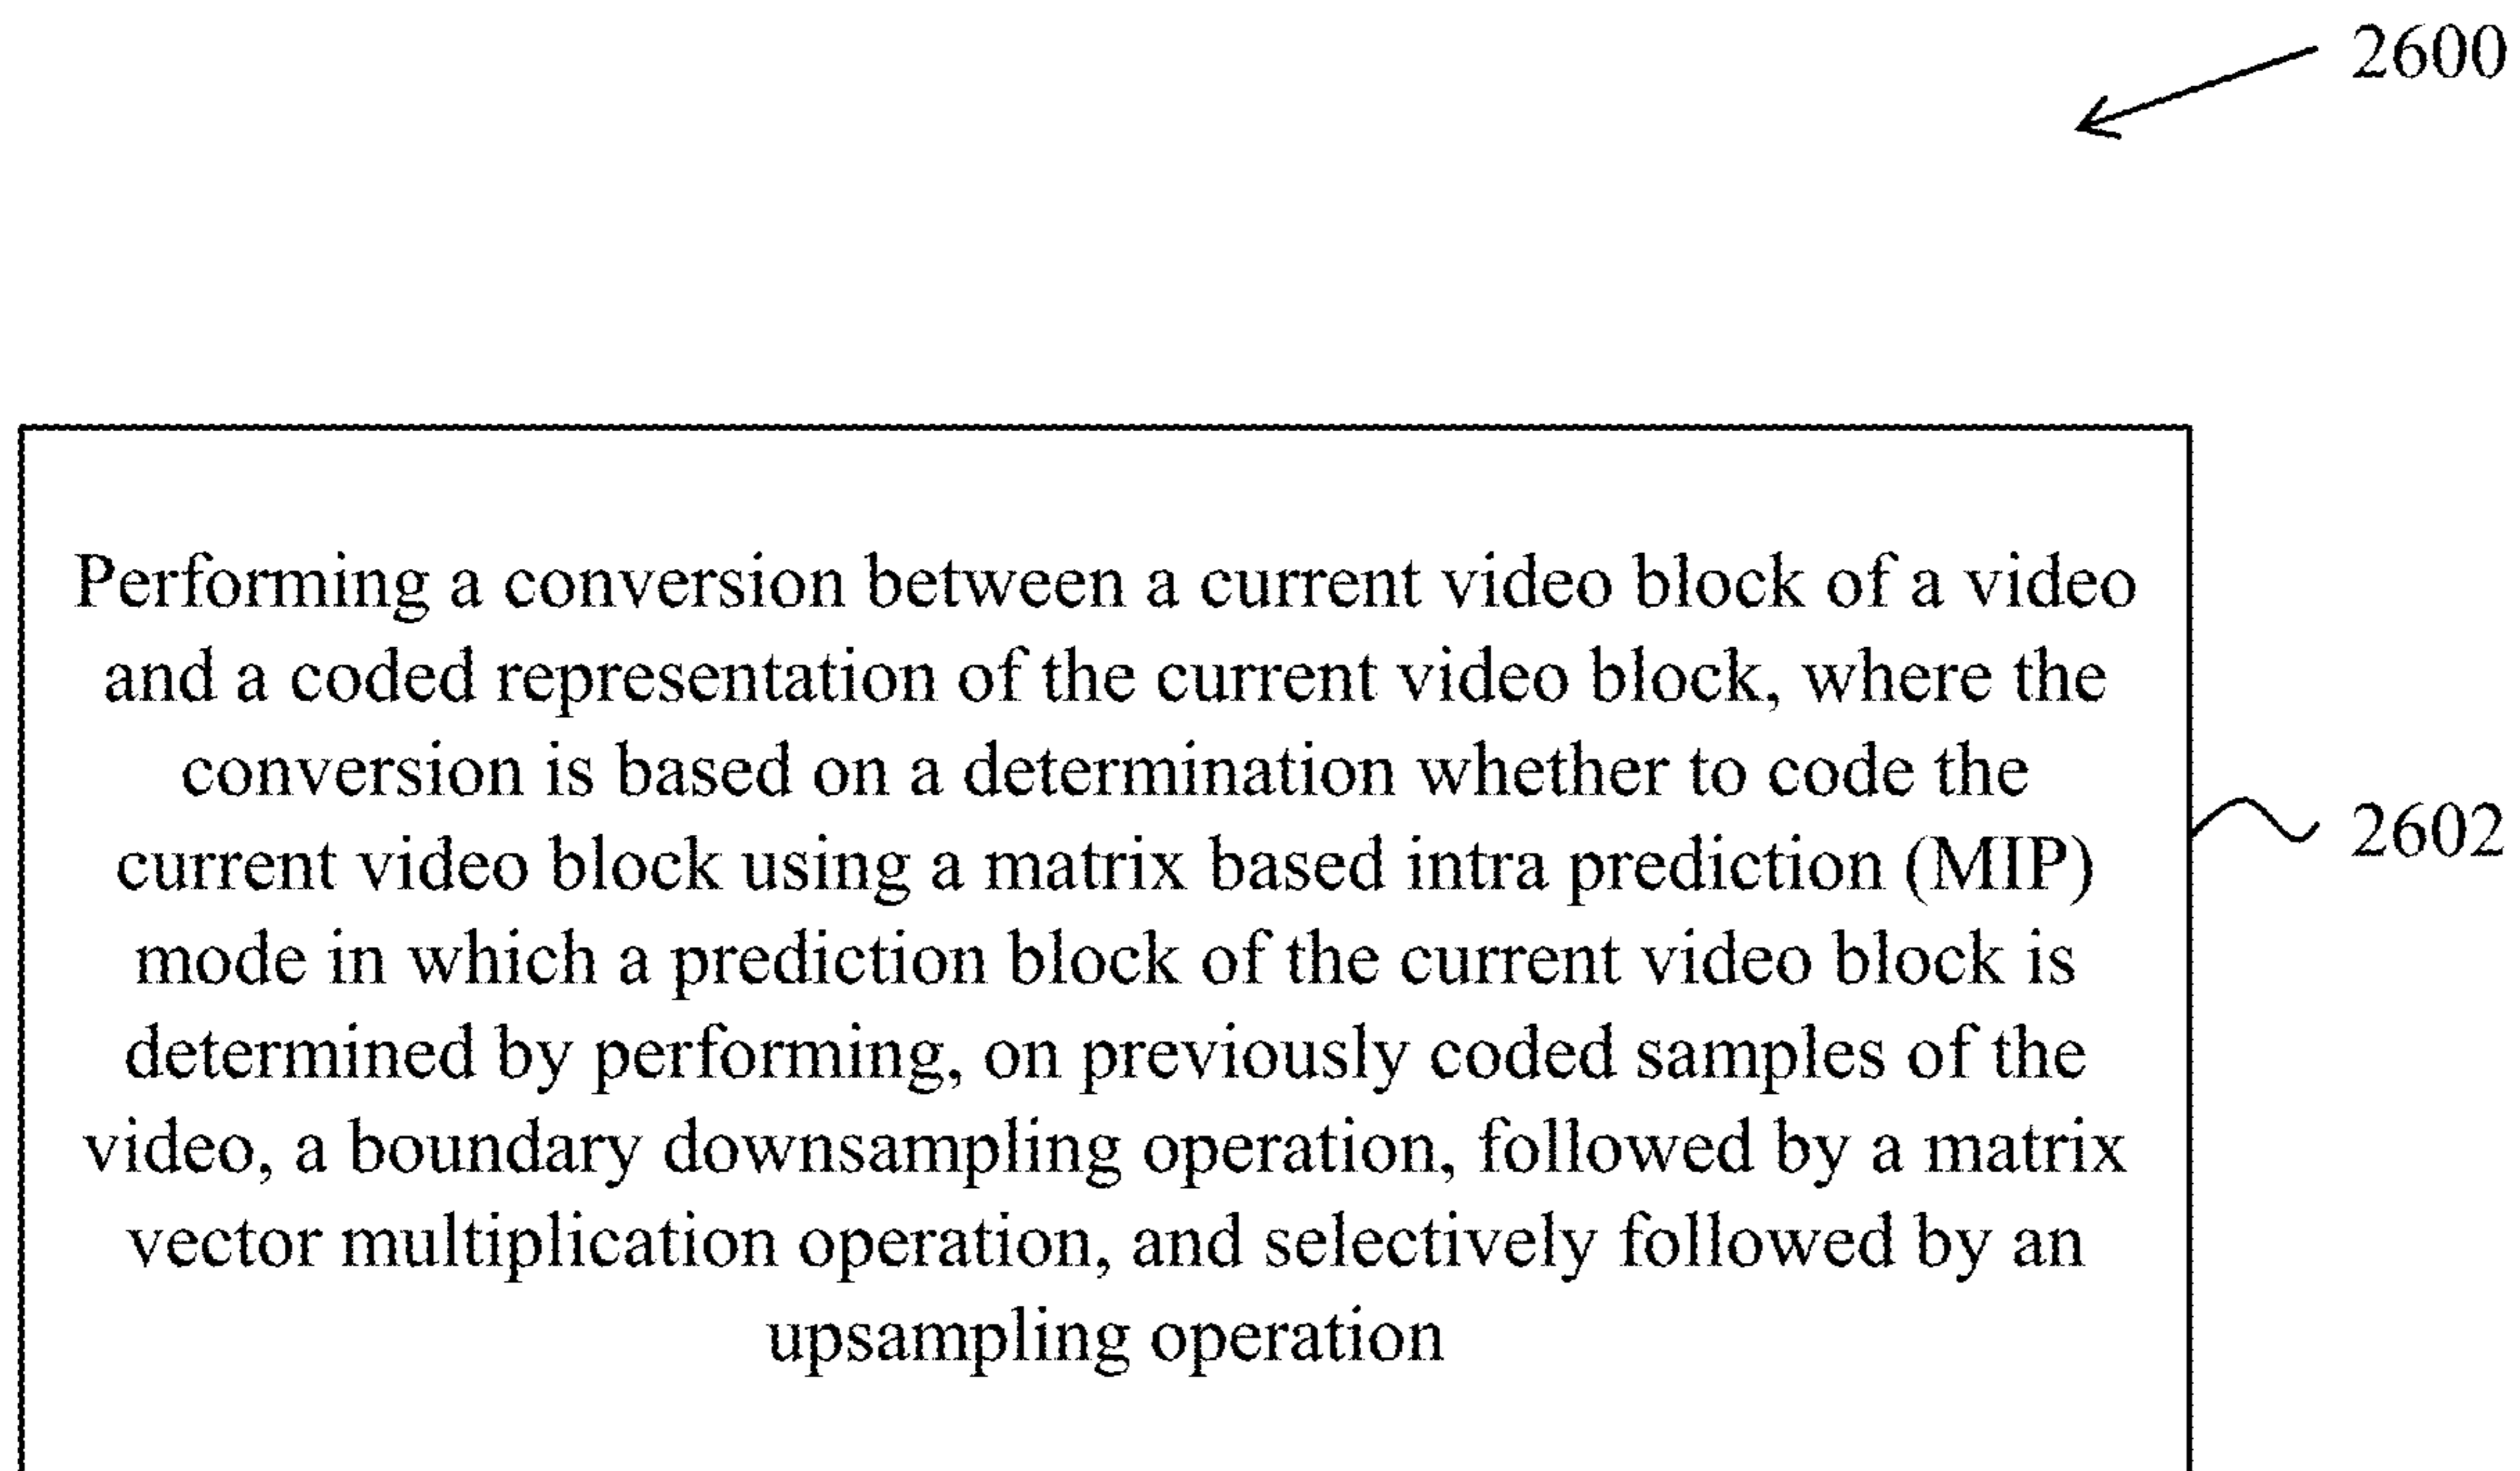 2600
Performing a conversion between a current video block of a video
and a coded representation of the current video block, where the
conversion is based on a determination whether to code the
current video block using a matrix based intra prediction (MIP)
mode in which a prediction block of the current video block is
determined by performing, on previously coded samples of the
video, a boundary downsampling operation, followed by a matrix
vector multiplication operation, and selectively followed by an
upsampling operation
2602